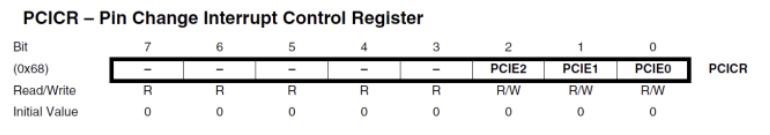 PCICR – Pin Change Interrupt Control Register
Bit 7 6 5 4 3 2 1 0
(0x68) – – – – – PCIE2 PCIE1 PCIE0 PCICR
Read/Write R R R R R R/W R/W R/W
Initial Value 0 0 0 0 0 0 0 0